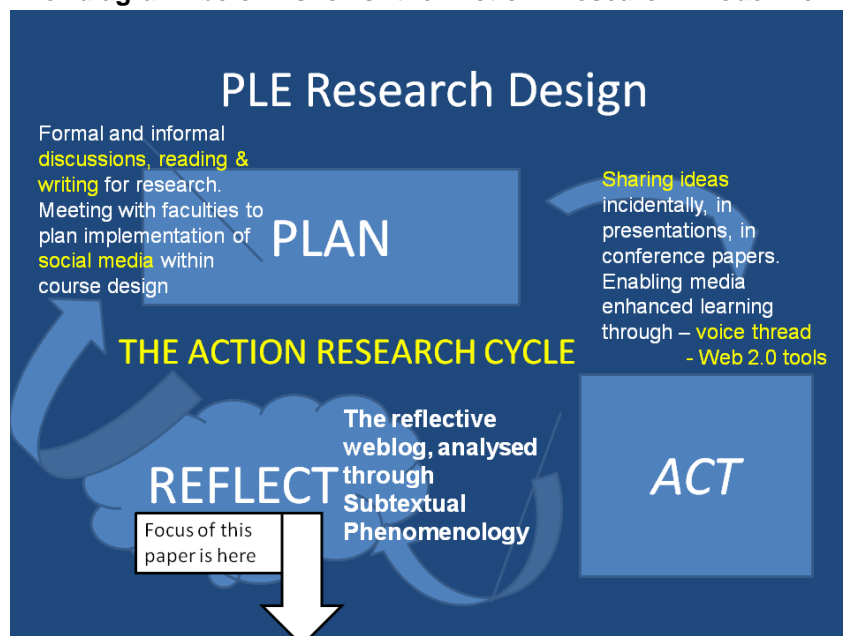 PLE Research Design
Formal and informal
discussions, reading &
writing for research.
Meeting with faculties to
plan implementation of
social media within
course design
PLAN
Sharing ideas
incidentally, in
presentations, in
conference papers.
Enabling media
enhanced learning
through – voice thread
- Web 2.0 tools
THE ACTION RESEARCH CYCLE
ACT
The reflective
weblog, analysed
through
Subtextual
Phenomenology
REFLECT
Focus of this
paper is here